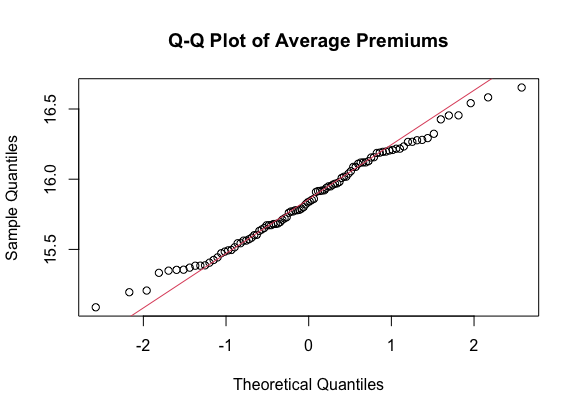 Q-Q Plot of Average Premiums
Sample Quantiles
16.5
16.0
15.5
-2 -1 0 1 2
Theoretical Quantiles